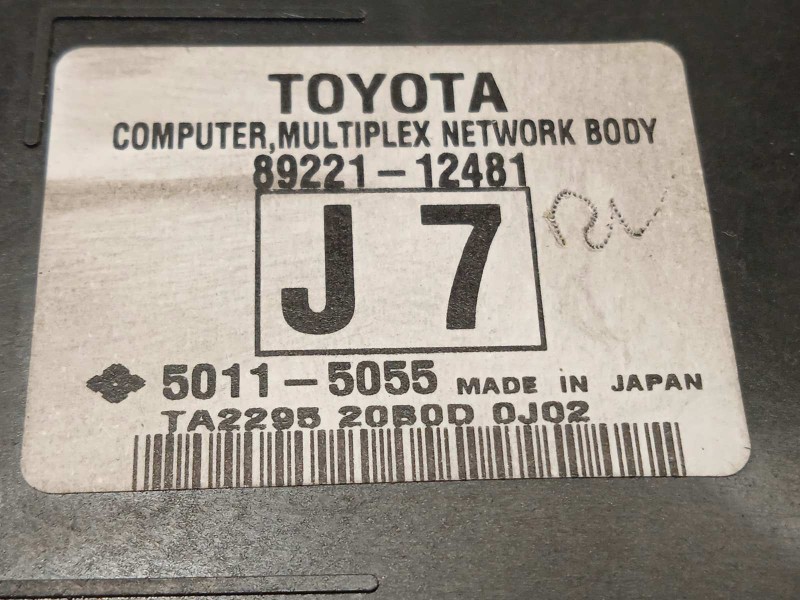 TOYOTA
COMPUTER,MULTIPLEX NETWORK BODY
89221-12481
J 7
5011-5055 MADE IN JAPAN
TA2295 20B0D 0J02